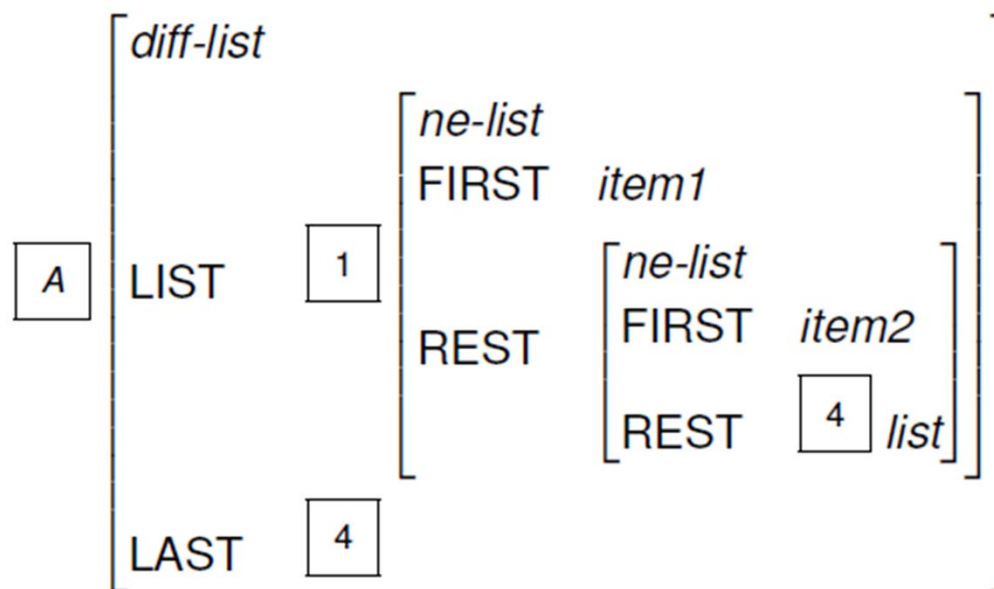 diff-list
ne-list
FIRST item1
ne-list
A LIST 1
FIRST item2
REST
REST 4 list
LAST 4